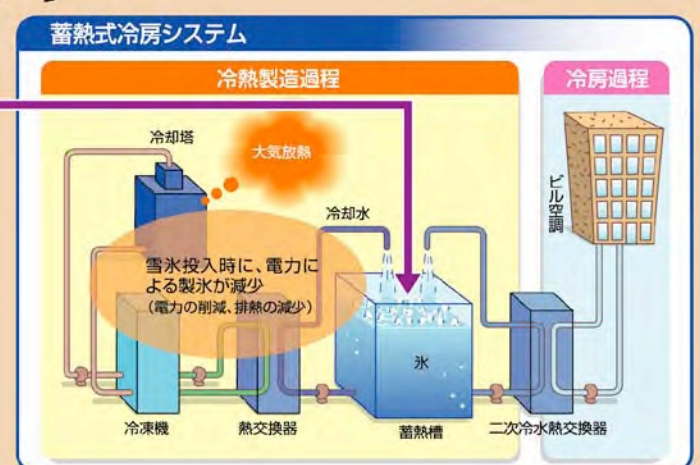 蓄熱式冷房システム
冷熱製造過程
冷房過程
冷却塔
大気放熱
冷却水
ビル空調
雪氷投入時に、電力に
よる製氷が減少
(電力の削減、排熱の減少)
氷
冷凍機
熱交換器
蓄熱槽
二次冷水熱交換器